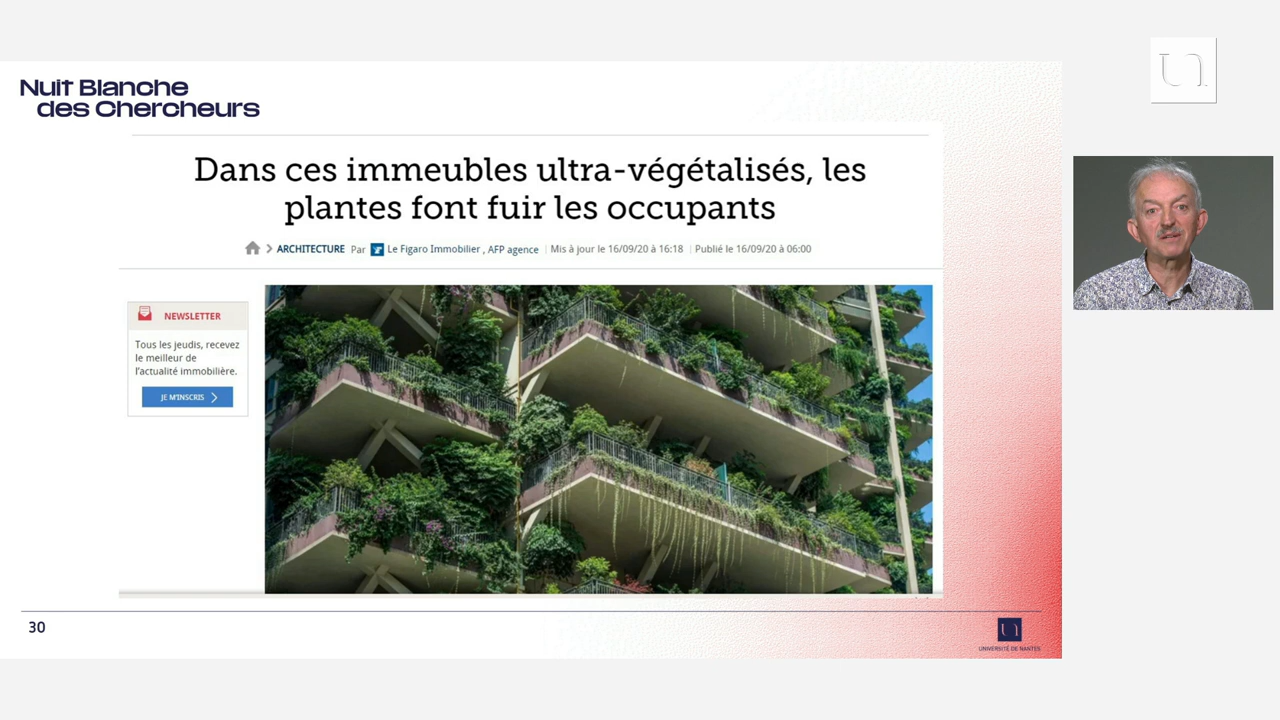 Nuit Blanche
des Chercheurs
Dans ces immeubles ultra-végétalisés, les
plantes font fuir les occupants
ARCHITECTURE Par Le Figaro Immobilier , AFP agence Mis à jour le 16/09/20 à 16:18 Publié le 16/09/20 à 06:00
NEWSLETTER
Tous les jeudis, recevez
le meilleur de
l'actualité immobilière.
JE M'INSCRIS
30
UNIVERSITÉ DE NANTES